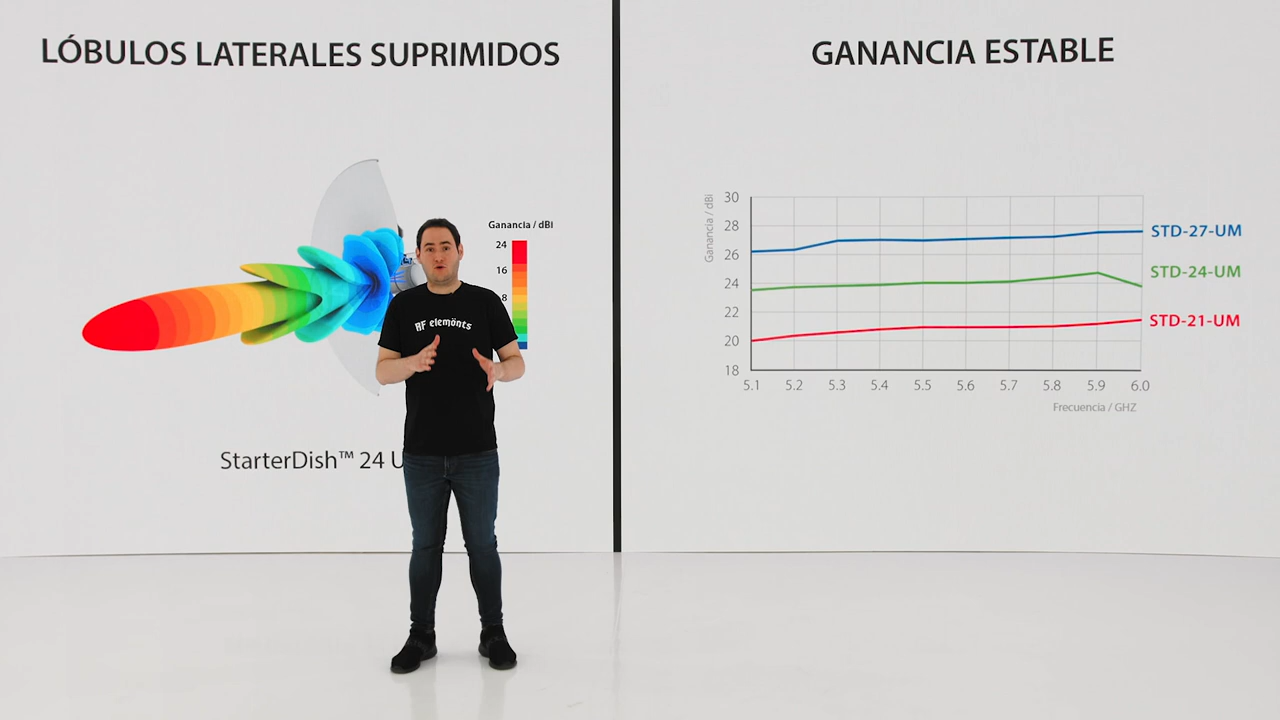 LÓBULOS LATERALES SUPRIMIDOS
Ganancia / dBi
24
16
8
RF elemënts
StarterDish™ 24 U
GANANCIA ESTABLE
Ganancia / dBi
30
28
26
24
22
20
18
5.1 5.2 5.3 5.4 5.5 5.6 5.7 5.8 5.9 6.0
Frecuencia / GHZ
STD-27-UM
STD-24-UM
STD-21-UM